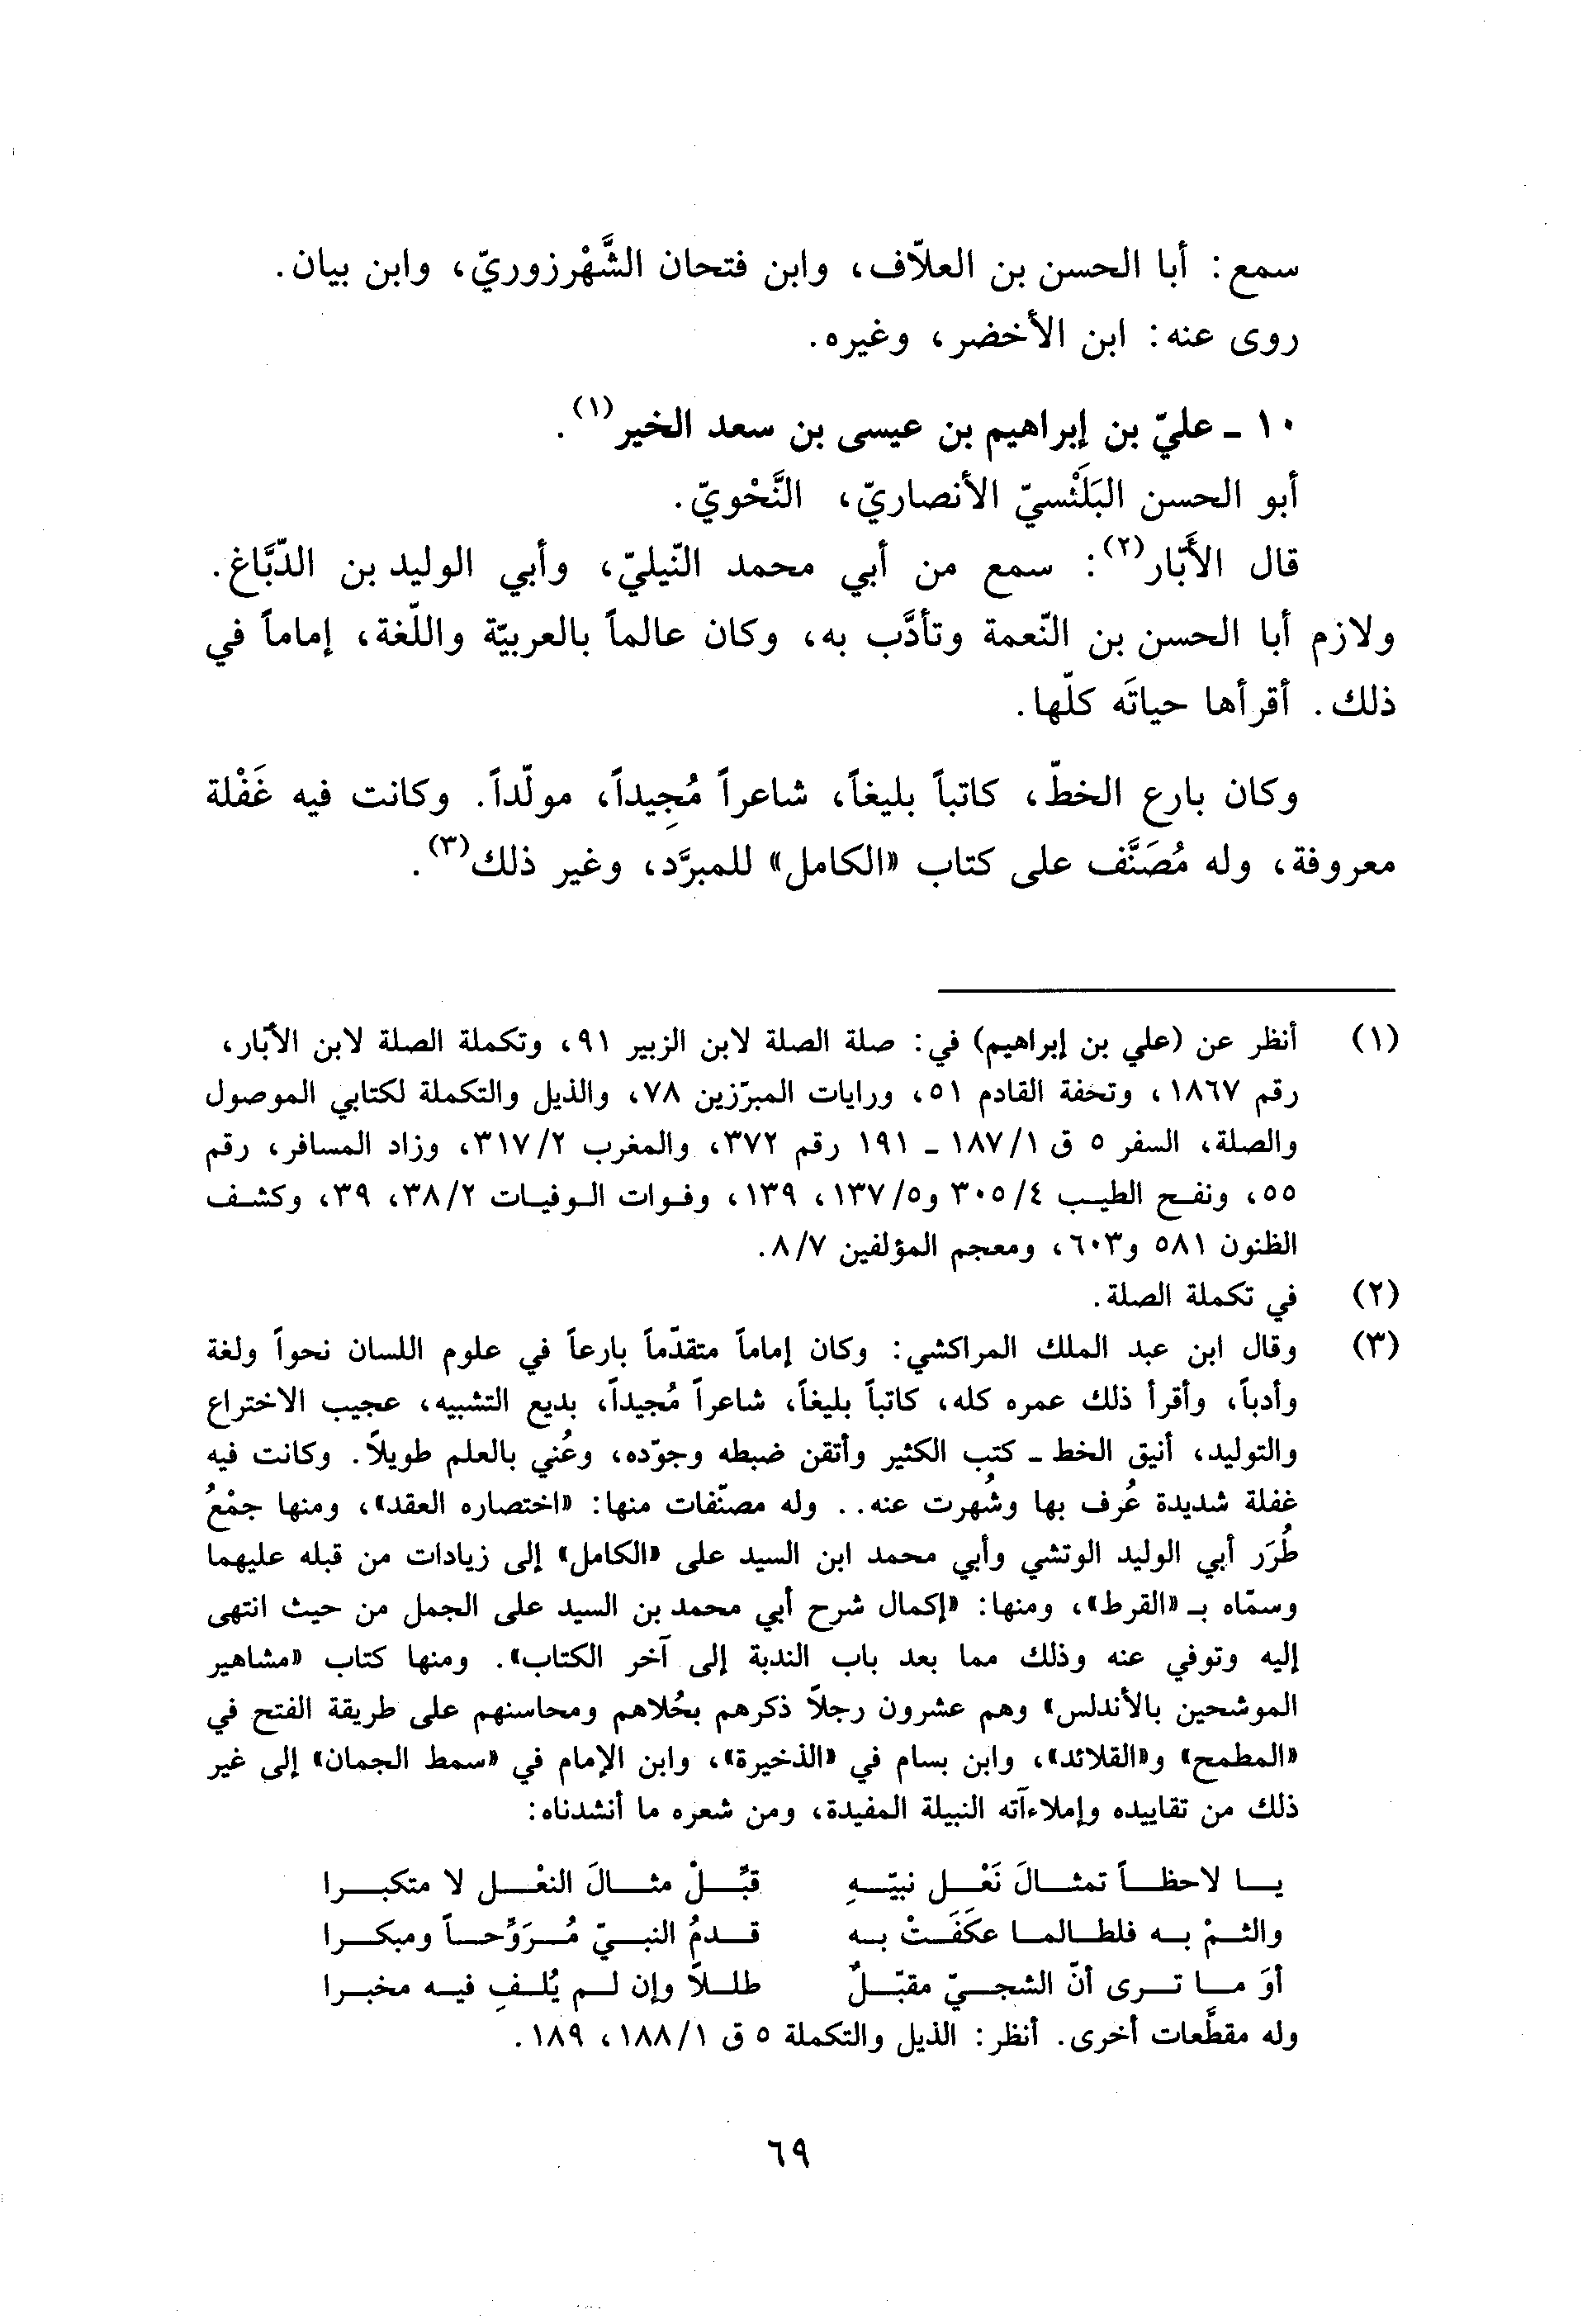 سمع: أبا الحسن بن العلاّف، وابن فتحان الشَّهْرزوريّ، وابن بيان.
روى عنه: ابن الأخضر، وغيره.
١٠ ـ عليّ بن إبراهيم بن عيسى بن سعد الخير(١).
أبو الحسن البَلَنْسيّ الأنصاريّ، النَّحْويّ.
قال الأَبّار(٢): سمع من أبي محمد النّيليّ، وأبي الوليد بن الدّبَّاغ.
ولازم أبا الحسن بن النّعمة وتأدَّب به، وكان عالماً بالعربيّة واللّغة، إماماً في
ذلك. أقرأها حياتَه كلّها.
وكان بارع الخطّ، كاتباً بليغاً، شاعراً مُجِيداً، مولّداً. وكانت فيه غَفْلة
معروفة، وله مُصَنَّف على كتاب «الكامل» للمبرَّد، وغير ذلك(٣).
(١) أنظر عن (علي بن إبراهيم) في: صلة الصلة لابن الزبير ٩١، وتكملة الصلة لابن الأبّار،
رقم ١٨٦٧، وتحفة القادم ٥١، ورايات المبرّزين ٧٨، والذيل والتكملة لكتابي الموصول
والصلة، السفر ٥ ق ١/١٨٧ ـ ١٩١ رقم ٣٧٢، والمغرب ٢/٣١٧، وزاد المسافر، رقم
٥٥، ونفح الطيب ٤/٣٠٥ و٥/١٣٧، ١٣٩، وفوات الوفيات ٢/٣٨، ٣٩، وكشف
الظنون ٥٨١ و٦٠٣، ومعجم المؤلفين ٧/٨.
(٢) في تكملة الصلة.
(٣) وقال ابن عبد الملك المراكشي: وكان إماماً متقدّماً بارعاً في علوم اللسان نحواً ولغة
وأدباً، وأقرأ ذلك عمره كله، كاتباً بليغاً، شاعراً مُجيداً، بديع التشبيه، عجيب الاختراع
والتوليد، أنيق الخط ـ كتب الكثير وأتقن ضبطه وجوّده، وعُني بالعلم طويلاً. وكانت فيه
غفلة شديدة عُرف بها وشُهرت عنه.. وله مصنّفات منها: «اختصاره العقد»، ومنها جمْعُ
طُرَر أبي الوليد الوتشي وأبي محمد ابن السيد على «الكامل» إلى زيادات من قبله عليهما
وسمّاه بـ «القرط»، ومنها: «إكمال شرح أبي محمد بن السيد على الجمل من حيث انتهى
إليه وتوفي عنه وذلك مما بعد باب الندبة إلى آخر الكتاب». ومنها كتاب «مشاهير
الموشحين بالأندلس» وهم عشرون رجلاً ذكرهم بحُلاهم ومحاسنهم على طريقة الفتح في
«المطمح» و«القلائد»، وابن بسام في «الذخيرة»، وابن الإمام في «سمط الجمان» إلى غير
ذلك من تقاييده وإملاءآته النبيلة المفيدة، ومن شعره ما أنشدناه:
يا لاحظاً تمثالَ نَعْل نبيّهِ قبِّلْ مثالَ النعْل لا متكبرا
والثمْ به فلطالما عكَفَتْ به قدمُ النبيّ مُرَوِّحاً ومبكرا
أوَ ما ترى أنّ الشجيّ مقبّلٌ طللاً وإن لم يُلفِ فيه مخبرا
وله مقطَّعات أخرى. أنظر: الذيل والتكملة ٥ ق ١/١٨٨، ١٨٩.
٦٩